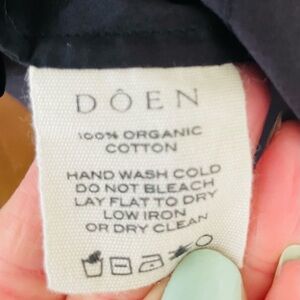 DÔEN
100% ORGANIC
COTTON
HAND WASH COLD
DO NOT BLEACH
LAY FLAT TO DRY
LOW IRON
OR DRY CLEAN